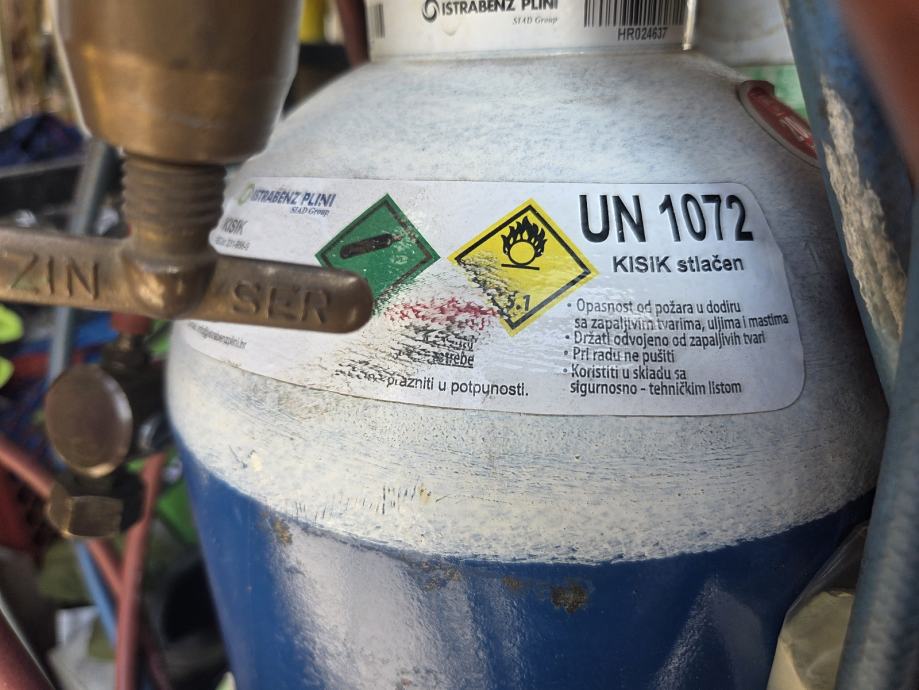 ISTRABENZ PLINI
SIAD Group
HR024637
ISTRABENZ PLINI
SIAD Group
KISIK
UN 1072
KISIK stlačen
5.1
• Opasnost od požara u dodiru
sa zapaljivim tvarima, uljima i mastima
• Držati odvojeno od zapaljivih tvari
• Pri radu ne pušiti
• Koristiti u skladu sa
sigurnosno - tehničkim listom
prazniti u potpunosti.
ZIN SER